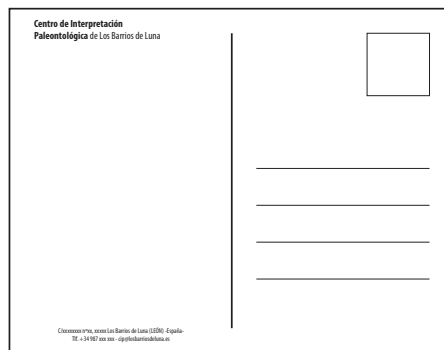 Centro de Interpretación
Paleontológica de Los Barrios de Luna
C/xxxxxxxx nºxx, xxxxx Los Barrios de Luna (LEÓN) -España-
Tlf. +34 987 xxx xxx - cip@losbarriosdeluna.es